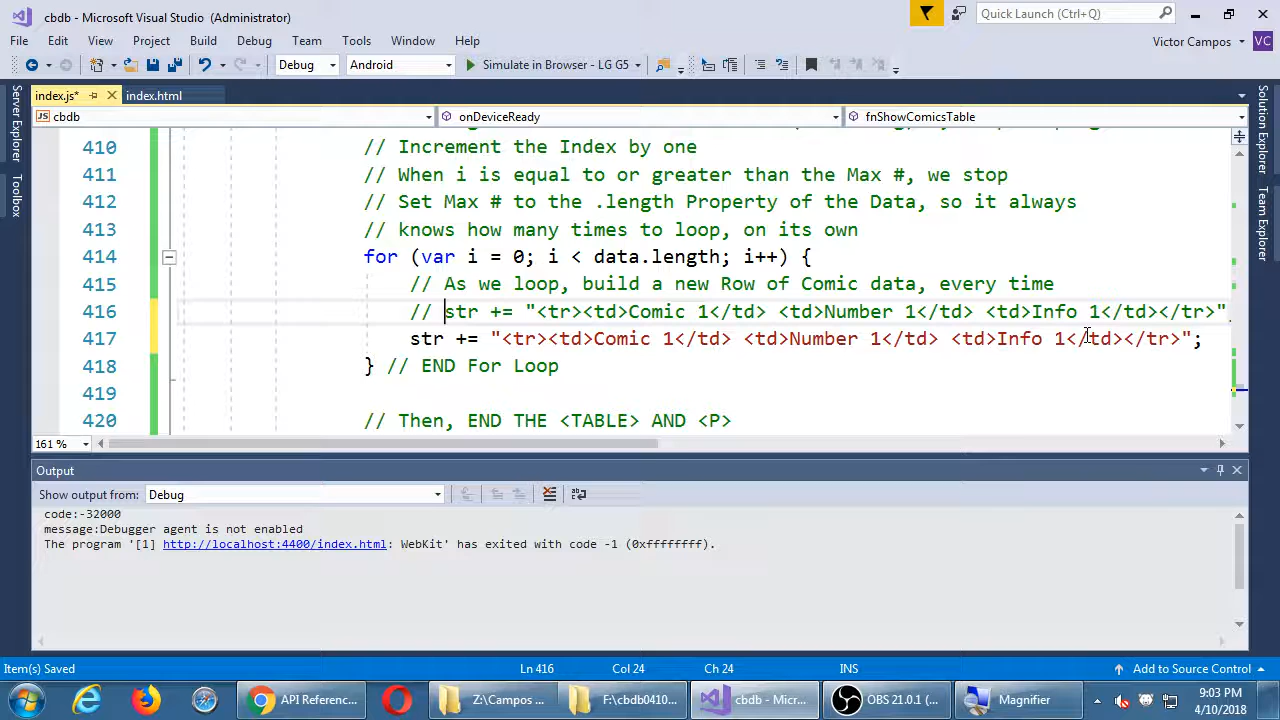 cbdb - Microsoft Visual Studio (Administrator)
Quick Launch (Ctrl+Q)
File Edit View Project Build Debug Team Tools Window Help
Victor Campos VC
Debug Android Simulate in Browser - LG G5
index.js* index.html
JS cbdb onDeviceReady fnShowComicsTable
Server Explorer
Toolbox
Solution Explorer
Team Explorer
410 // Increment the Index by one
411 // When i is equal to or greater than the Max #, we stop
412 // Set Max # to the .length Property of the Data, so it always
413 // knows how many times to loop, on its own
414 for (var i = 0; i < data.length; i++) {
415 // As we loop, build a new Row of Comic data, every time
416 // str += "<tr><td>Comic 1</td> <td>Number 1</td> <td>Info 1</td></tr>"
417 str += "<tr><td>Comic 1</td> <td>Number 1</td> <td>Info 1</td></tr>";
418 } // END For Loop
419
420 // Then, END THE <TABLE> AND <P>
161 %
Output
Show output from: Debug
code:-32000
message:Debugger agent is not enabled
The program '[1] http://localhost:4400/index.html: WebKit' has exited with code -1 (0xffffffff).
Item(s) Saved Ln 416 Col 24 Ch 24 INS Add to Source Control
API Referenc... Z:\Campos ... F:\cbdb0410... cbdb - Micr... OBS 21.0.1 (... Magnifier 9:03 PM
4/10/2018